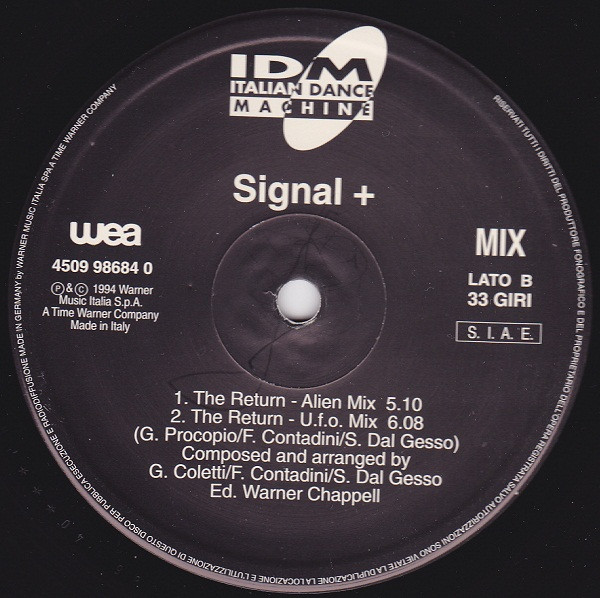 IDM
ITALIAN DANCE
MACHINE
Signal +
wea
4509 98684 0
P & C 1994 Warner
Music Italia S.p.A.
A Time Warner Company
Made in Italy
MIX
LATO B
33 GIRI
S. I. A. E.
1. The Return - Alien Mix 5.10
2. The Return - U.f.o. Mix 6.08
(G. Procopio/F. Contadini/S. Dal Gesso)
Composed and arranged by
G. Coletti/F. Contadini/S. Dal Gesso
Ed. Warner Chappell
RISERVATI TUTTI I DIRITTI DEL PRODUTTORE FONOGRAFICO E DEL PROPRIETARIO DELL'OPERA REGISTRATA SALVO AUTORIZZAZIONI SONO VIETATE LA DUPLICAZIONE LA LOCAZIONE E L'UTILIZZAZIONE DI QUESTO DISCO PER PUBBLICA ESECUZIONE E RADIODIFFUSIONE MADE IN GERMANY by WARNER MUSIC ITALIA SPA A TIME WARNER COMPANY